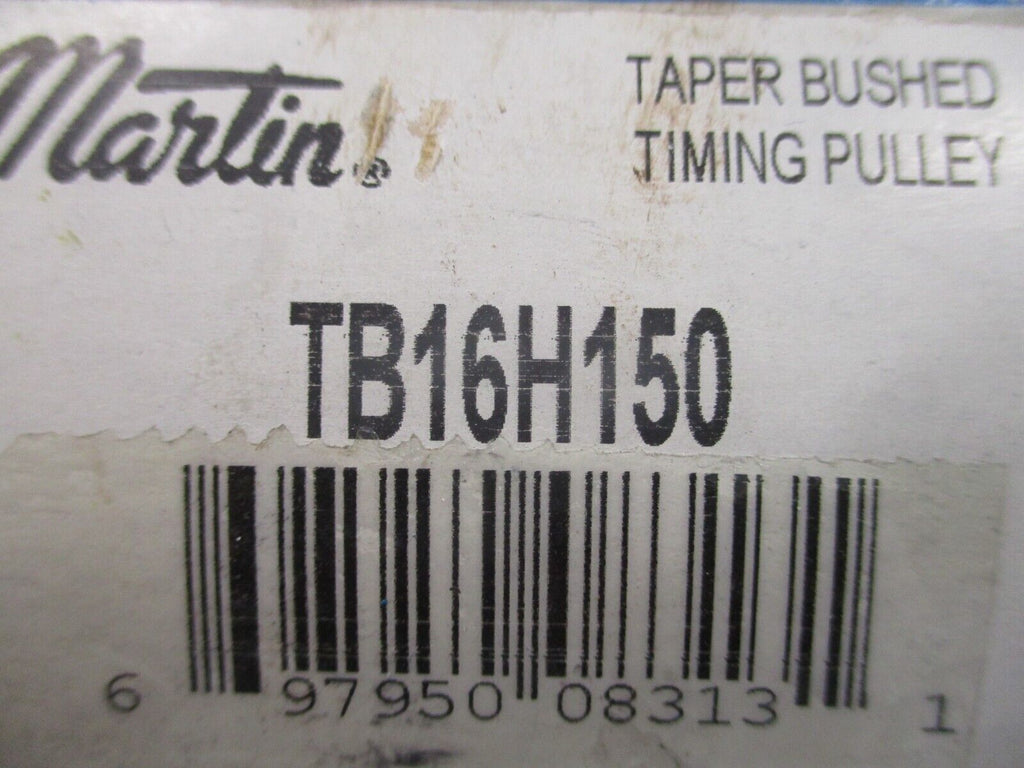 Martin®
TAPER BUSHED
TIMING PULLEY
TB16H150
6 97950 08313 1